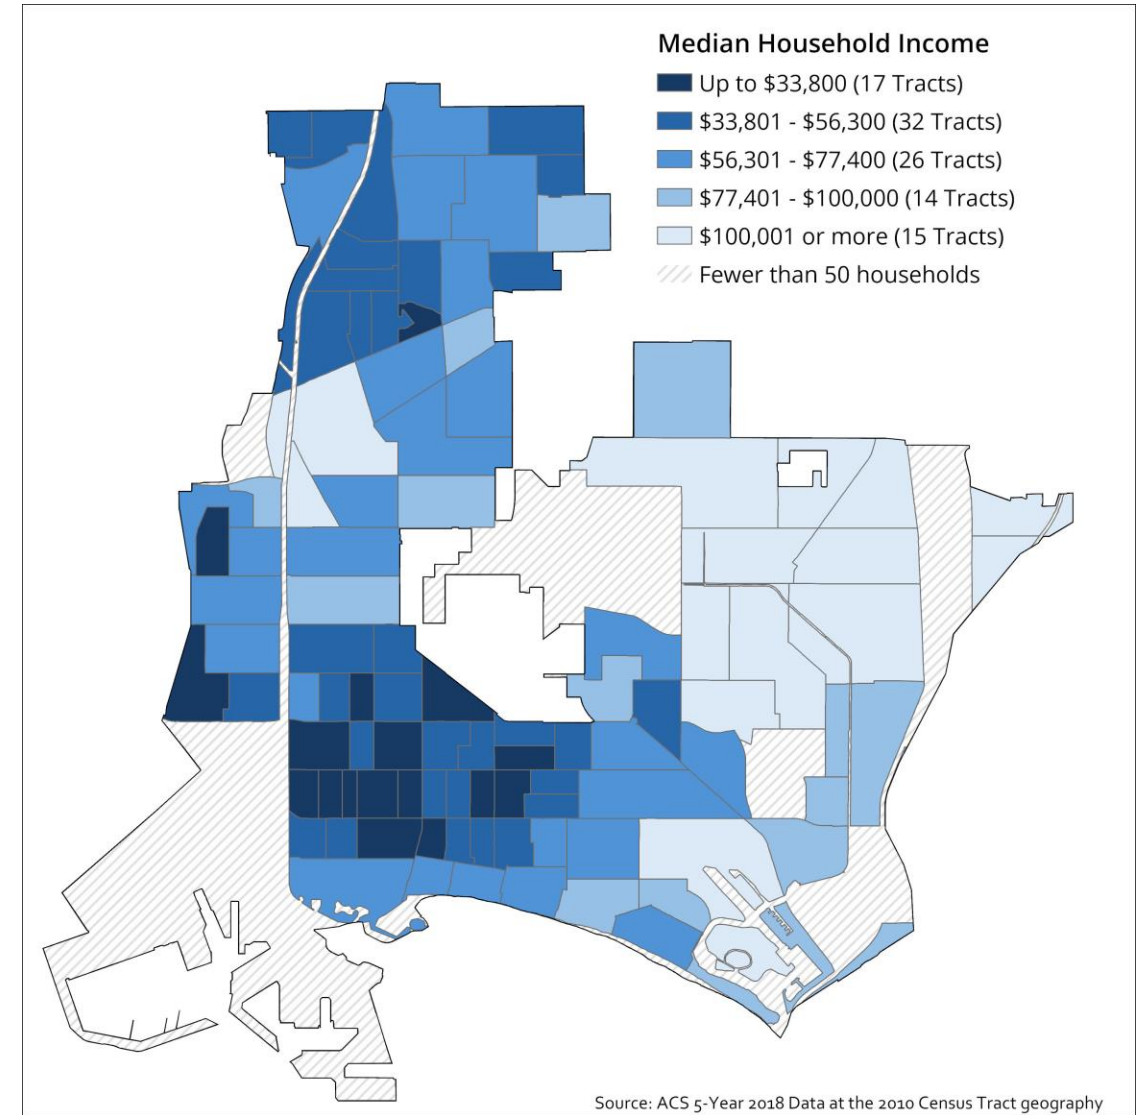 Median Household Income
Up to $33,800 (17 Tracts)
$33,801 - $56,300 (32 Tracts)
$56,301 - $77,400 (26 Tracts)
$77,401 - $100,000 (14 Tracts)
$100,001 or more (15 Tracts)
Fewer than 50 households
Source: ACS 5-Year 2018 Data at the 2010 Census Tract geography